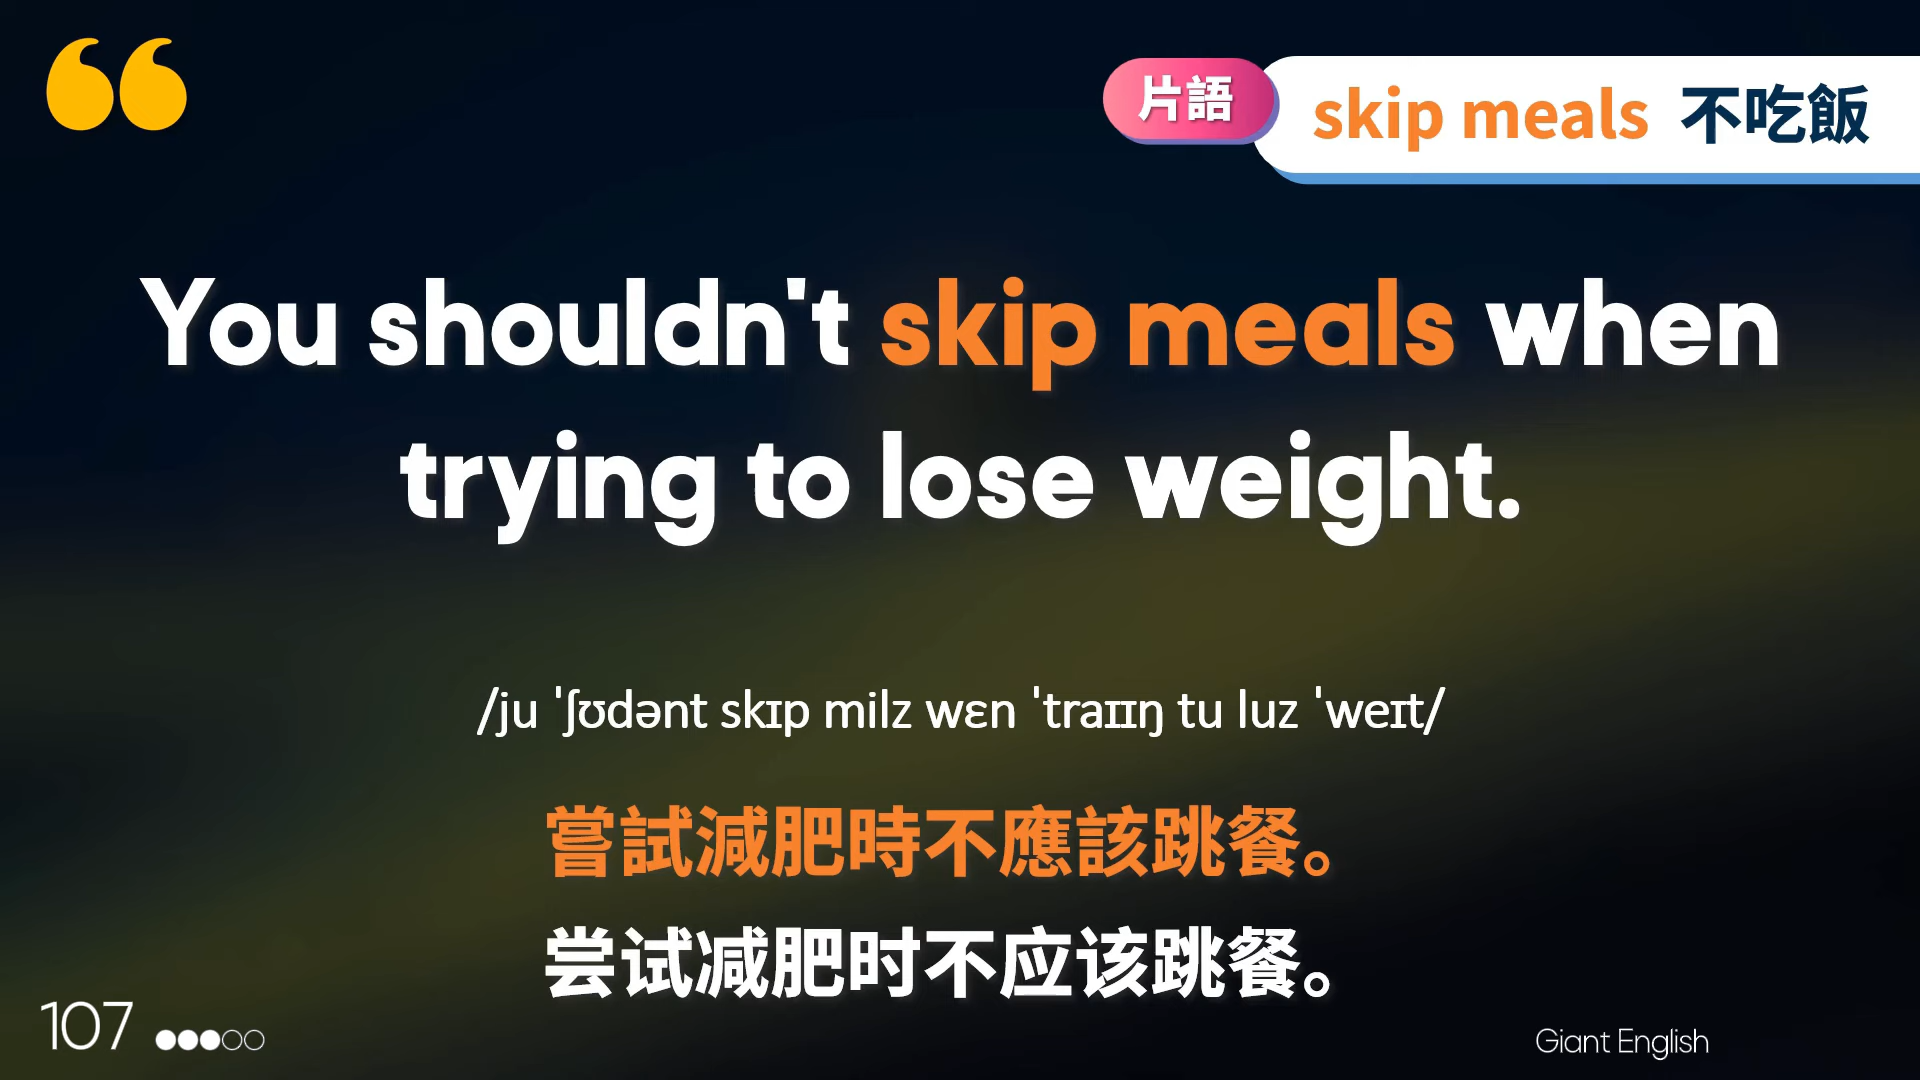 片語 skip meals 不吃飯
You shouldn't skip meals when
trying to lose weight.
/ju ˈʃʊdənt skɪp milz wɛn ˈtraɪɪŋ tu luz ˈweɪt/
嘗試減肥時不應該跳餐。
尝试减肥时不应该跳餐。
107
Giant English